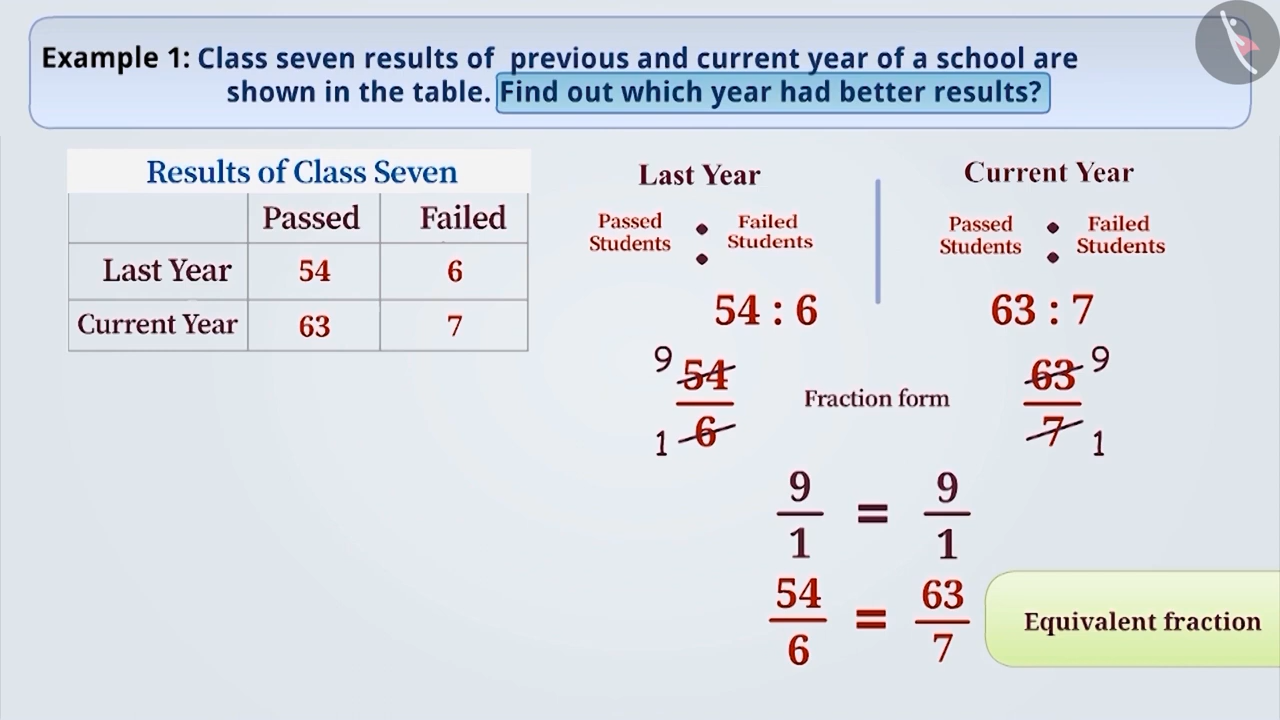 Example 1: Class seven results of previous and current year of a school are
shown in the table. Find out which year had better results?
Results of Class Seven
Passed Failed
Last Year 54 6
Current Year 63 7
Last Year
Passed Students : Failed Students
54 : 6
Current Year
Passed Students : Failed Students
63 : 7
9 54 / 6 1
Fraction form
63 9 / 7 1
9/1 = 9/1
54/6 = 63/7
Equivalent fraction